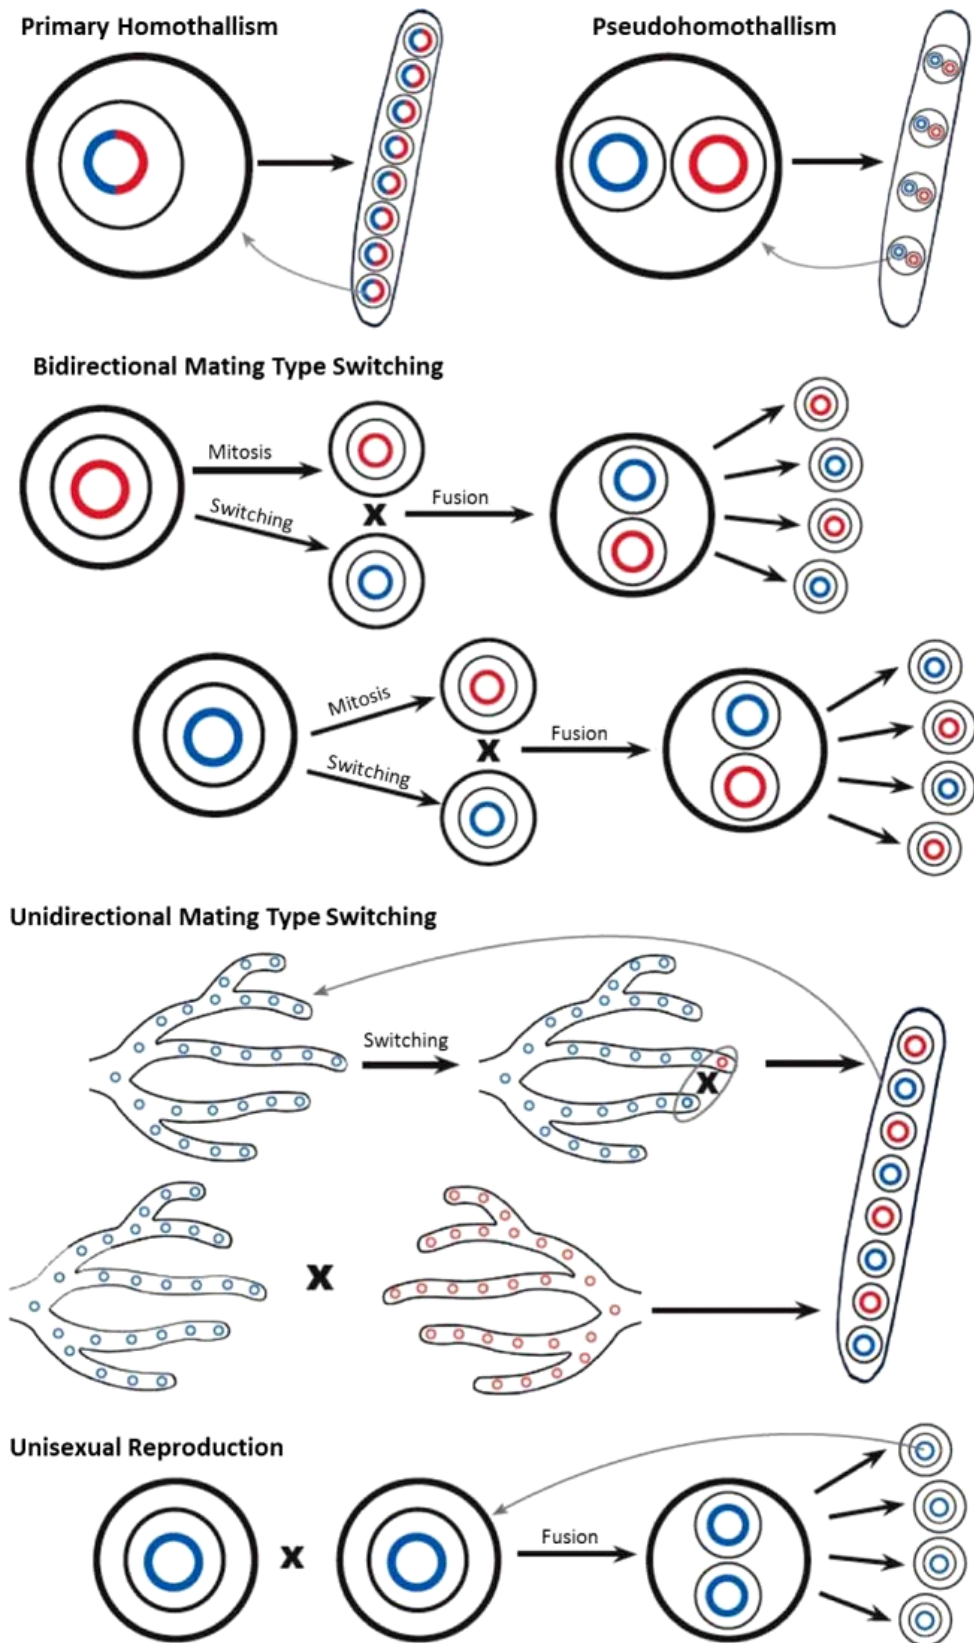 Primary Homothallism
Pseudohomothallism
Bidirectional Mating Type Switching
Mitosis
Switching
X
Fusion
Mitosis
Switching
X
Fusion
Unidirectional Mating Type Switching
Switching
X
X
Unisexual Reproduction
X
Fusion